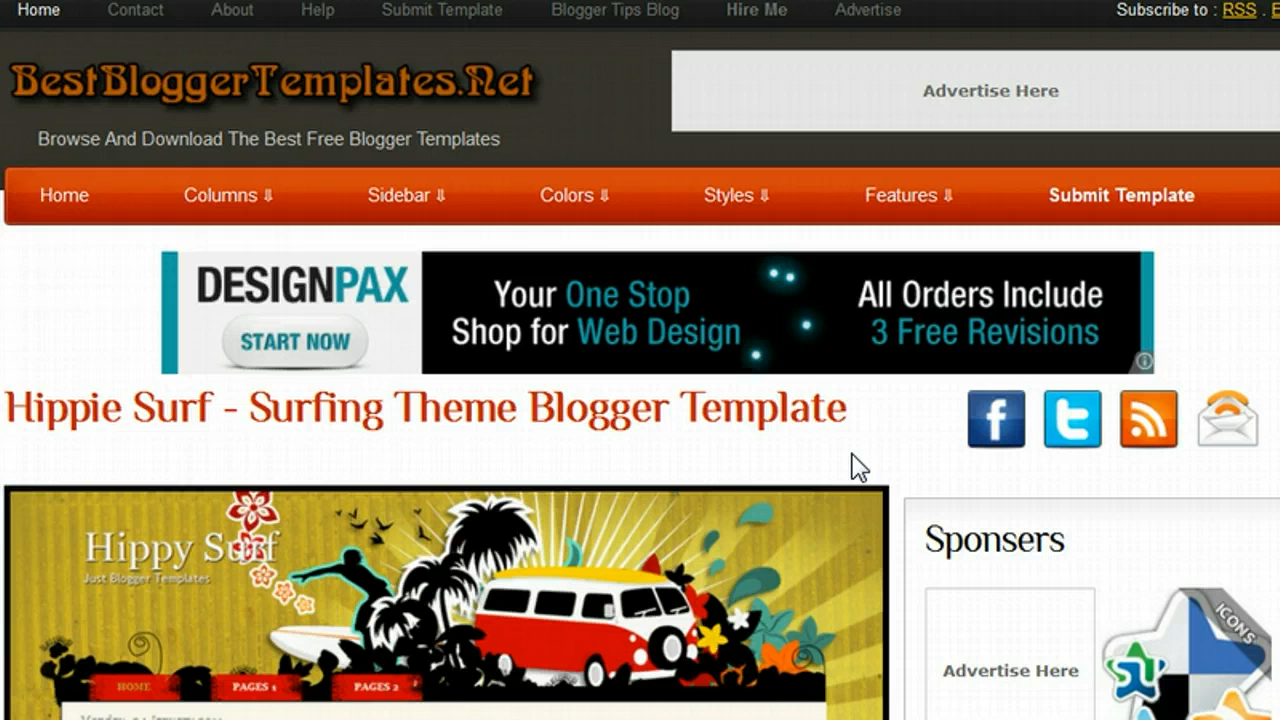 Home Contact About Help Submit Template Blogger Tips Blog Hire Me Advertise Subscribe to : RSS .
BestBloggerTemplates.Net
Browse And Download The Best Free Blogger Templates
Advertise Here
Home Columns ⇓ Sidebar ⇓ Colors ⇓ Styles ⇓ Features ⇓ Submit Template
DESIGNPAX
START NOW
Your One Stop
Shop for Web Design
All Orders Include
3 Free Revisions
Hippie Surf - Surfing Theme Blogger Template
Hippy Surf
Just Blogger Templates
HOME PAGES 1 PAGES 2
Sponsers
Advertise Here
ICONS